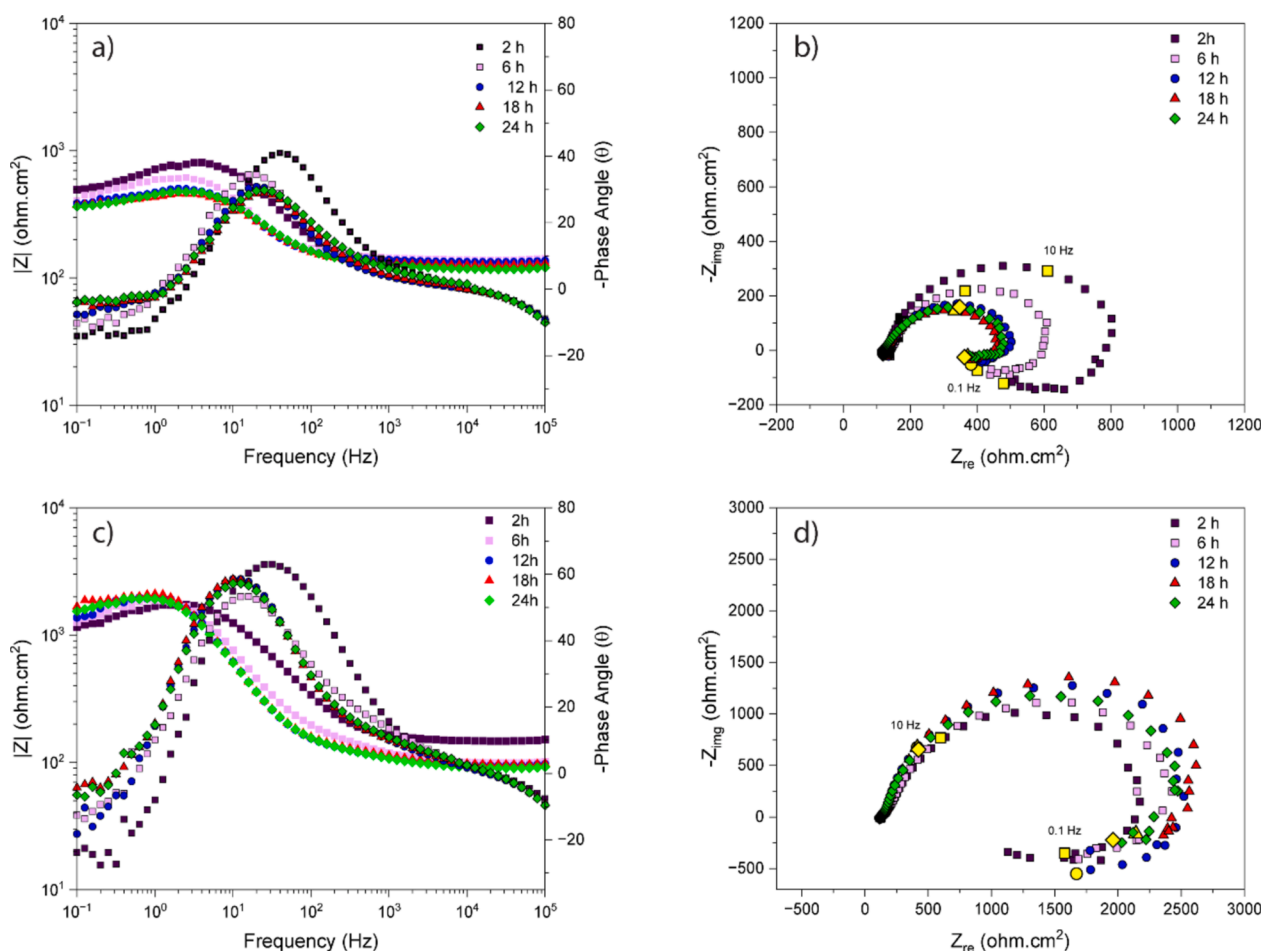 a)
10⁴
10³
10²
10¹
|Z| (ohm.cm²)
2 h
6 h
12 h
18 h
24 h
80
60
40
20
0
−20
-Phase Angle (θ)
10⁻¹ 10⁰ 10¹ 10² 10³ 10⁴ 10⁵
Frequency (Hz)
b)
1200
1000
800
600
400
200
0
−200
-Z_img (ohm.cm²)
2h
6 h
12 h
18 h
24 h
10 Hz
0.1 Hz
−200 0 200 400 600 800 1000 1200
Z_re (ohm.cm²)
c)
10⁴
10³
10²
10¹
|Z| (ohm.cm²)
2h
6h
12h
18h
24h
80
60
40
20
0
−20
-Phase Angle (θ)
10⁻¹ 10⁰ 10¹ 10² 10³ 10⁴ 10⁵
Frequency (Hz)
d)
3000
2500
2000
1500
1000
500
0
−500
-Z_img (ohm.cm²)
2 h
6 h
12 h
18 h
24 h
10 Hz
0.1 Hz
−500 0 500 1000 1500 2000 2500 3000
Z_re (ohm.cm²)